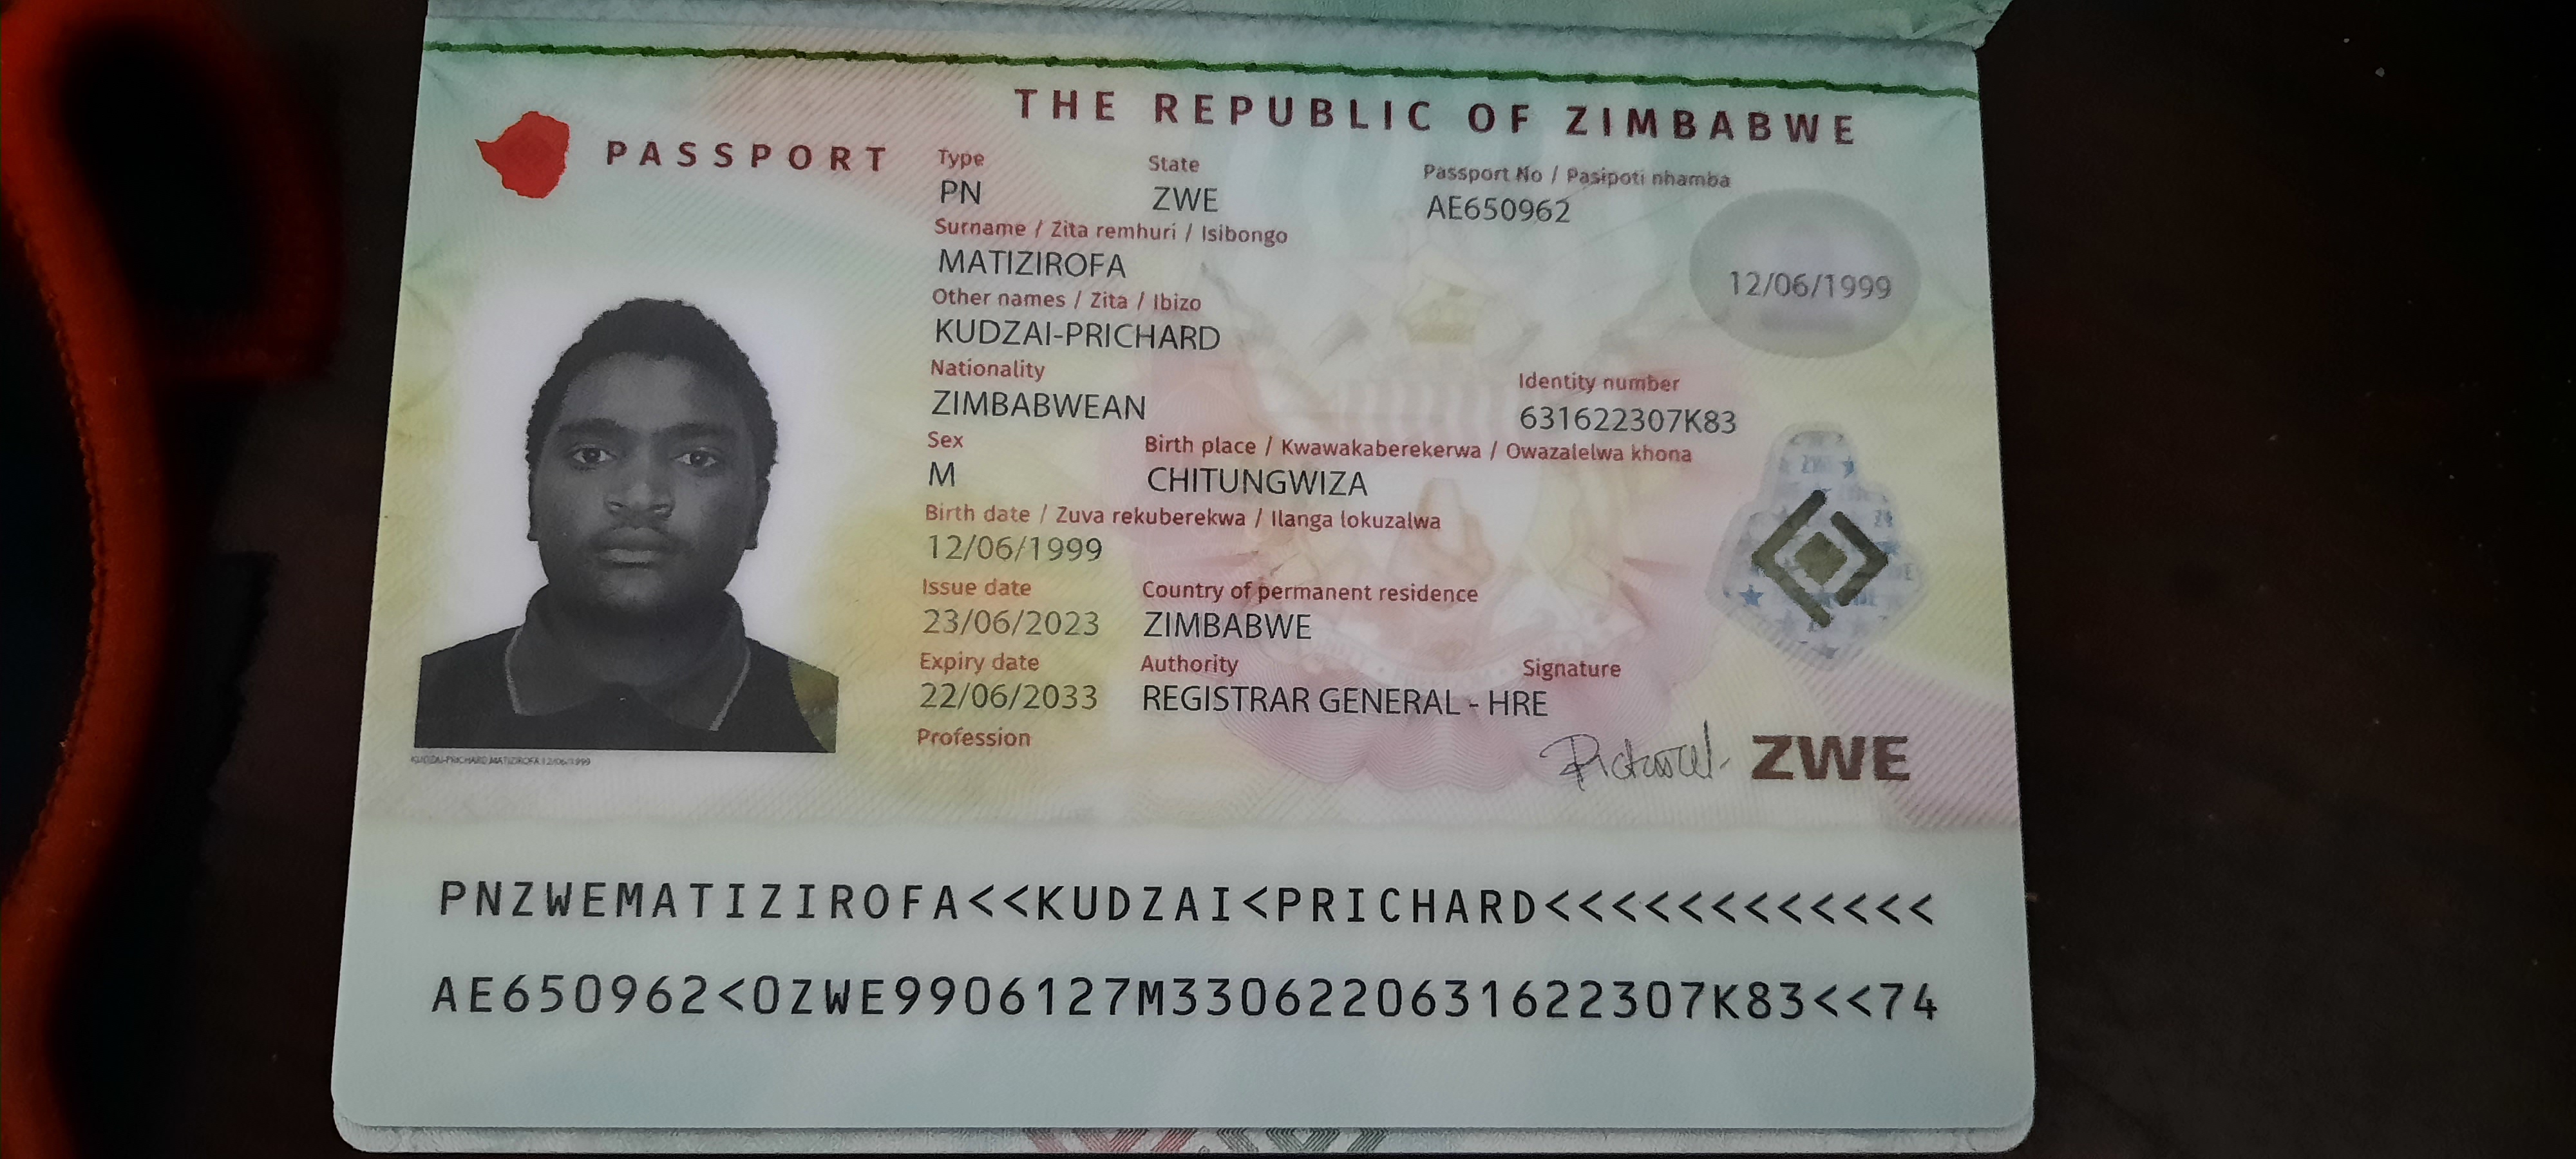 THE REPUBLIC OF ZIMBABWE
PASSPORT
Type State Passport No / Pasipoti nhamba
PN ZWE AE650962
Surname / Zita remhuri / Isibongo
MATIZIROFA
Other names / Zita / Ibizo
KUDZAI-PRICHARD
12/06/1999
Nationality Identity number
ZIMBABWEAN 631622307K83
Sex Birth place / Kwawakaberekerwa / Owazalelwa khona
M CHITUNGWIZA
Birth date / Zuva rekuberekwa / Ilanga lokuzalwa
12/06/1999
Issue date Country of permanent residence
23/06/2023 ZIMBABWE
Expiry date Authority Signature
22/06/2033 REGISTRAR GENERAL - HRE
Profession
ZWE
KUDZAI-PRICHARD MATIZIROFA 12/06/1999
PNZWEMATIZIROFA<<KUDZAI<PRICHARD<<<<<<<<<<<<
AE650962<0ZWE9906127M3306220631622307K83<<74